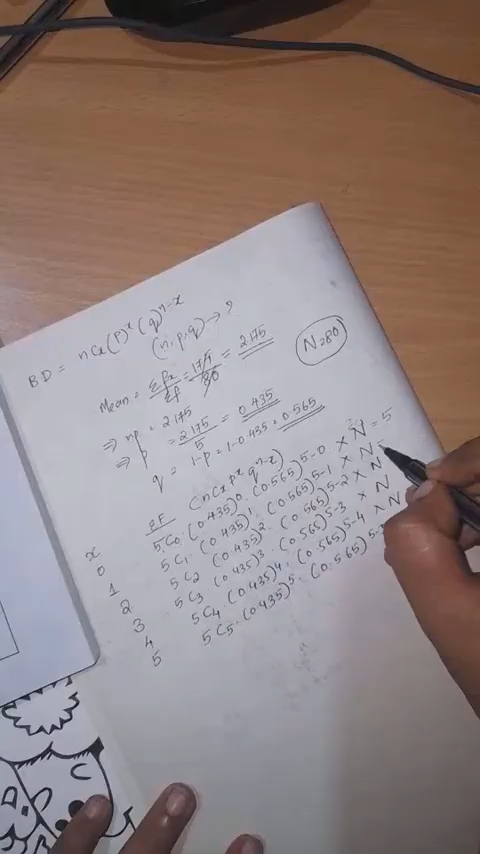 BD = nCx (p)^x (q)^n-x
(n, p, q) → ?
Mean = Σfx/Σf = 174/80 = 2.175
N=80
⇒ np = 2.175
⇒ p = 2.175/5 = 0.435
q = 1-p = 1-0.435 = 0.565
x EF (nCx p^x q^n-x)
0 5C0 · (0.435)^0 · (0.565)^5-0 × N = 5
1 5C1 · (0.435)^1 · (0.565)^5-1 × N =
2 5C2 (0.435)^2 · (0.565)^5-2 × N
3 5C3 (0.435)^3 · (0.565)^5-3 × N
4 5C4 (0.435)^4 · (0.565)^5-4 × N
5 5C5 · (0.435)^5 · (0.565)^5-